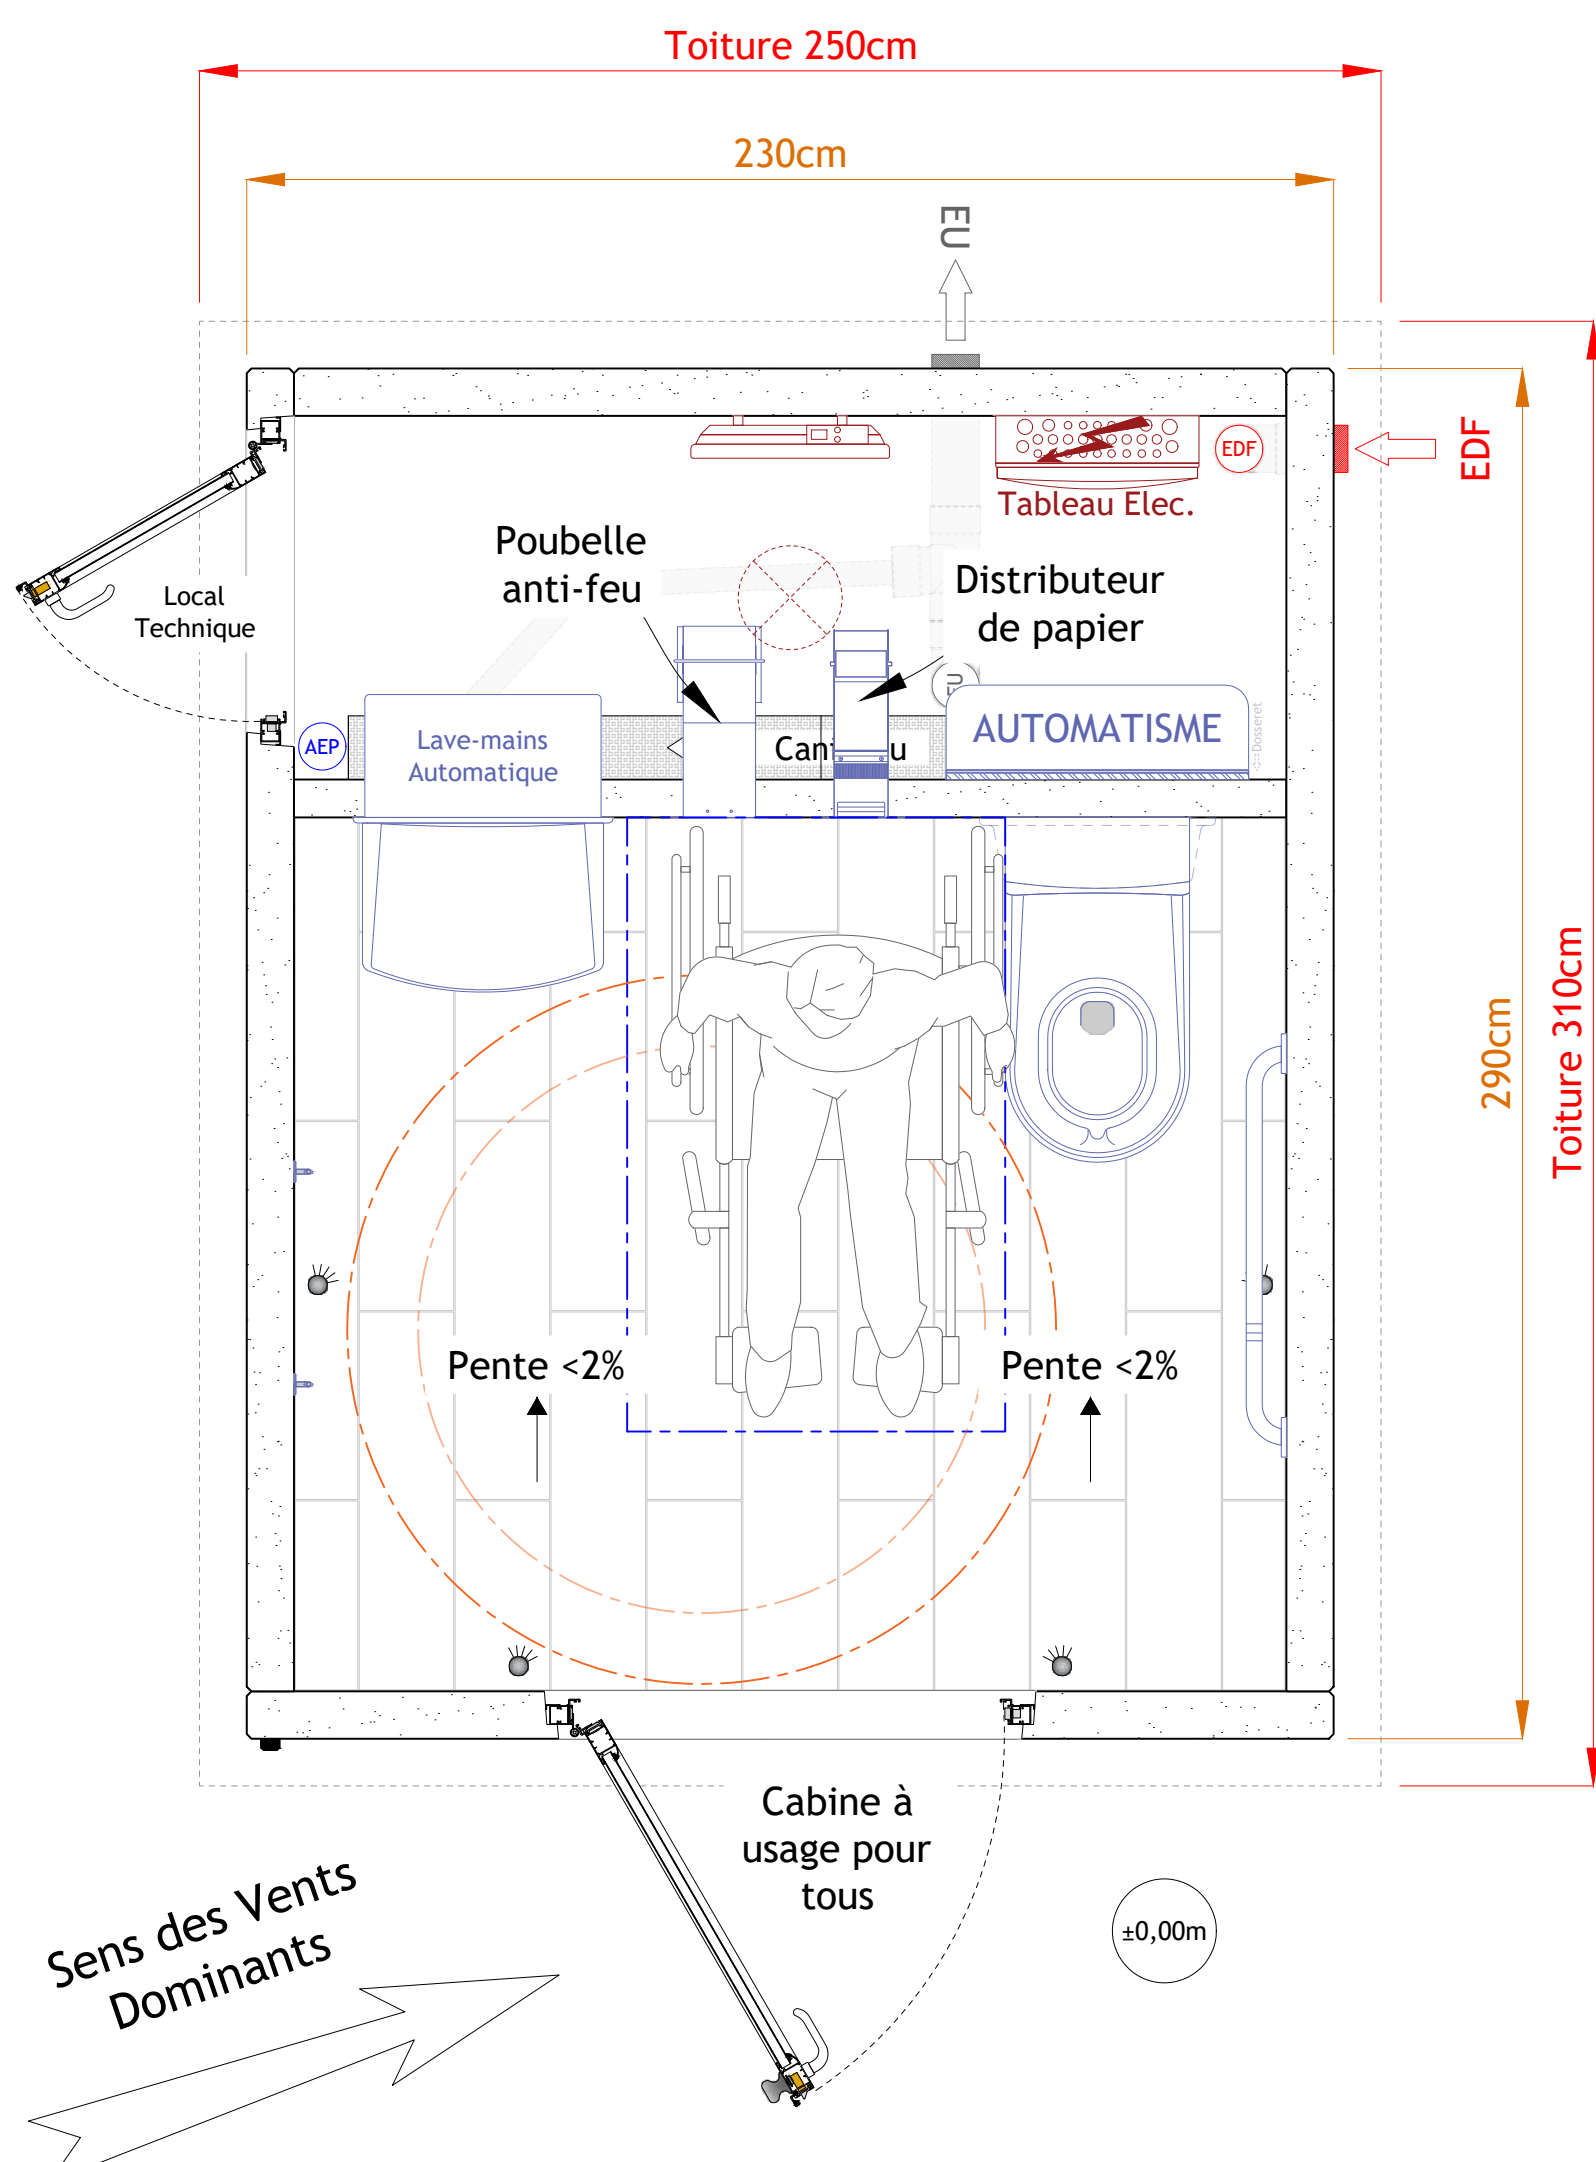 Toiture 250cm
230cm
EU
EDF
EDF
Tableau Elec.
Poubelle
anti-feu
Distributeur
de papier
Local
Technique
EU
AEP
Lave-mains
Automatique
AUTOMATISME
Dosseret
290cm
Toiture 310cm
Pente <2%
Pente <2%
Cabine à
usage pour
tous
±0,00m
Sens des Vents
Dominants